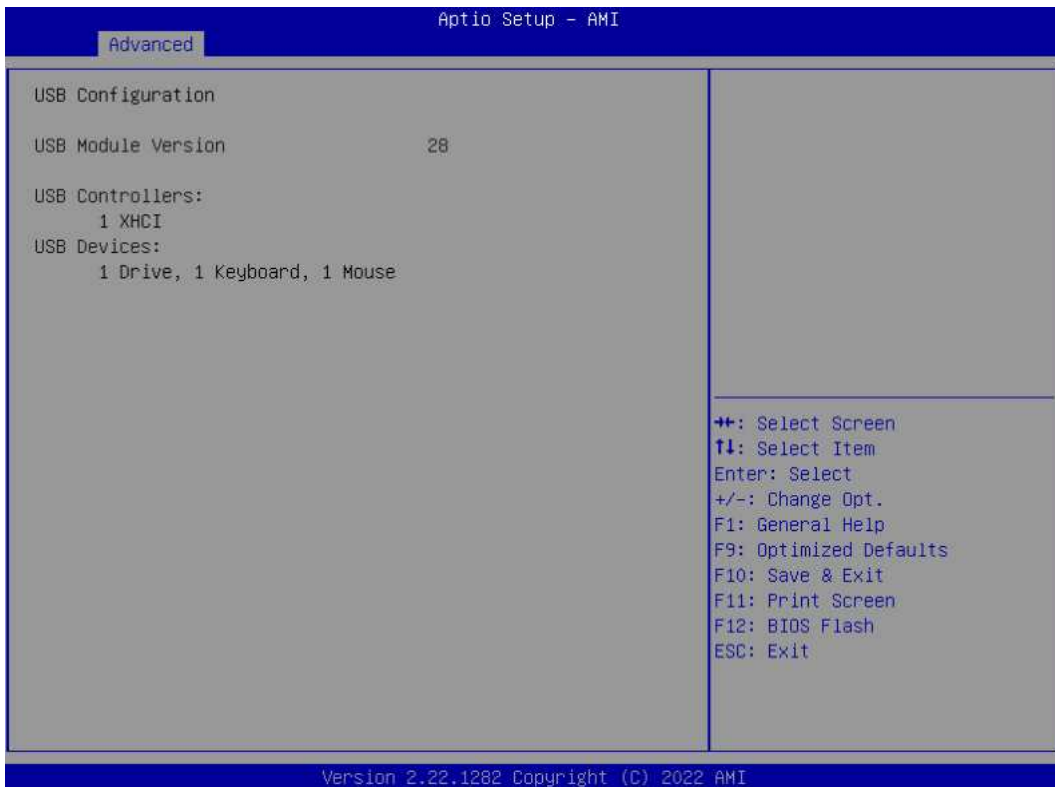 Aptio Setup – AMI
Advanced
USB Configuration
USB Module Version 28
USB Controllers:
1 XHCI
USB Devices:
1 Drive, 1 Keyboard, 1 Mouse
→←: Select Screen
↑↓: Select Item
Enter: Select
+/-: Change Opt.
F1: General Help
F9: Optimized Defaults
F10: Save & Exit
F11: Print Screen
F12: BIOS Flash
ESC: Exit
Version 2.22.1282 Copyright (C) 2022 AMI